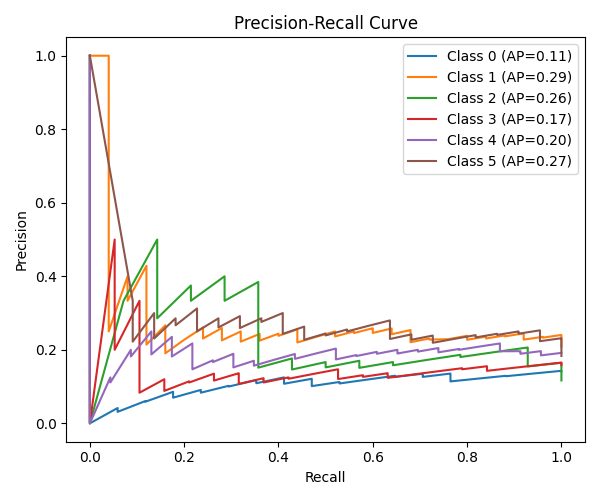 Precision-Recall Curve
Class 0 (AP=0.11)
Class 1 (AP=0.29)
Class 2 (AP=0.26)
Class 3 (AP=0.17)
Class 4 (AP=0.20)
Class 5 (AP=0.27)
Precision
1.0
0.8
0.6
0.4
0.2
0.0
0.0 0.2 0.4 0.6 0.8 1.0
Recall